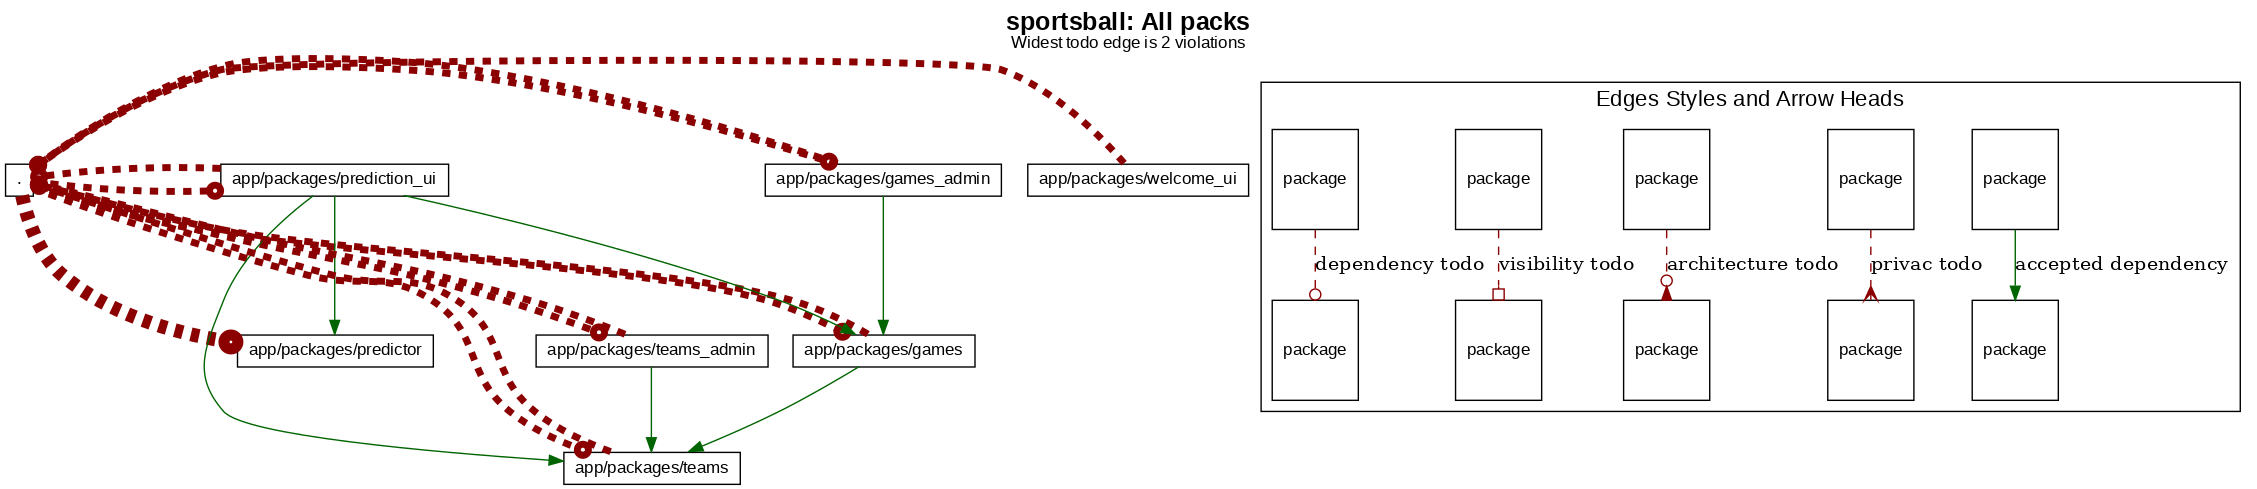 sportsball: All packs
Widest todo edge is 2 violations
Edges Styles and Arrow Heads
package package package package package
. app/packages/prediction_ui app/packages/games_admin app/packages/welcome_ui
dependency todo visibility todo architecture todo privac todo accepted dependency
app/packages/predictor app/packages/teams_admin app/packages/games
package package package package package
app/packages/teams